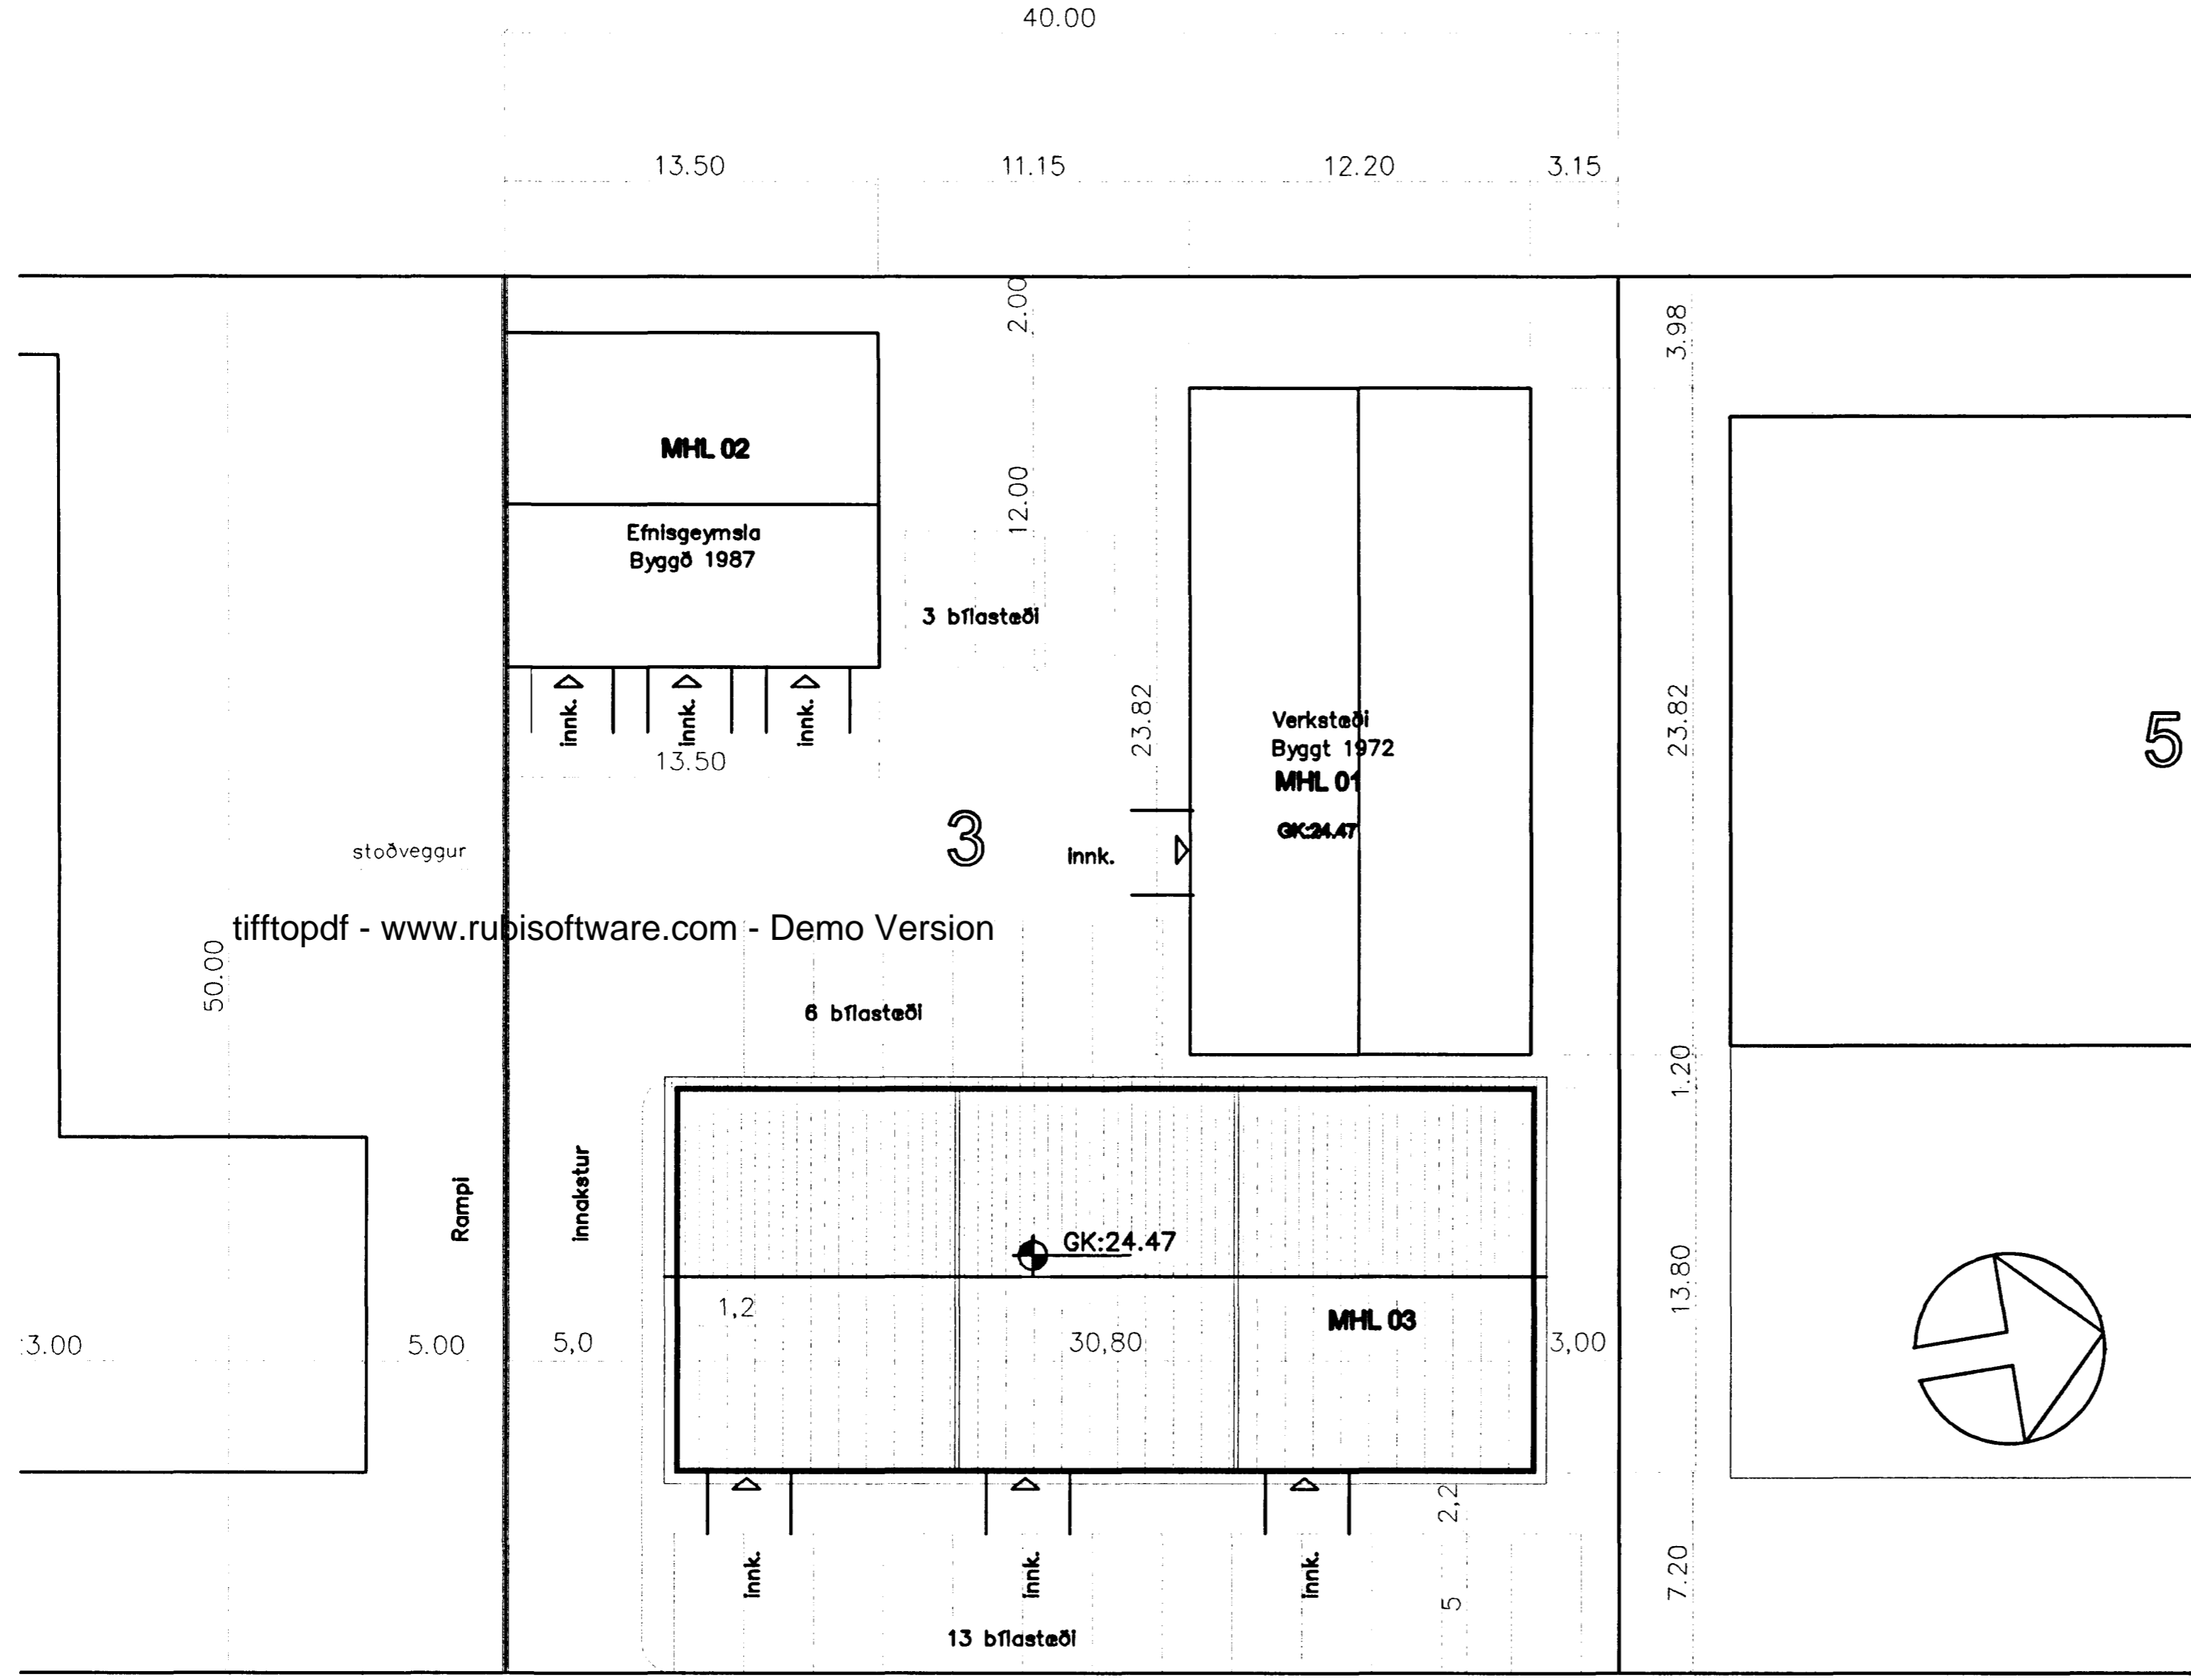 40.00
13.50
11.15
12.20
3.15
2.00
3.98
MHL 02
12.00
Efnisgeymsla
Byggð 1987
3 bílastæði
innk.
innk.
innk.
13.50
23.82
Verkstæði
Byggt 1972
MHL 01
GK:24.47
23.82
5
3
innk.
stoðveggur
tifftopdf - www.rubisoftware.com - Demo Version
50.00
6 bílastæði
1.20
Rampi
innakstur
GK:24.47
13.80
1,2
MHL 03
3.00
5.00
5,0
30,80
3,00
2,2
innk.
innk.
innk.
5
7.20
13 bílastæði